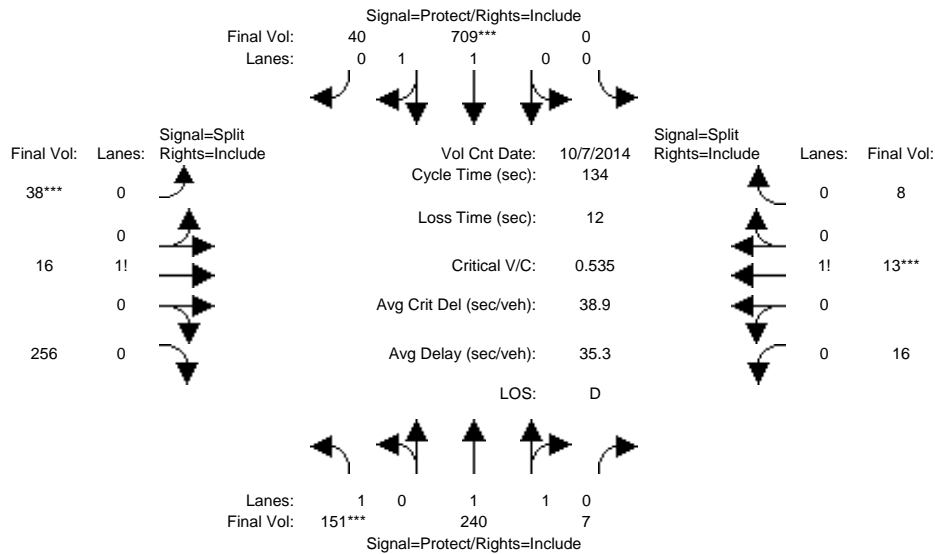 Signal=Protect/Rights=Include
Final Vol: 40 709*** 0
Lanes: 0 1 1 0 0
Signal=Split Signal=Split
Final Vol: Lanes: Rights=Include Vol Cnt Date: 10/7/2014 Rights=Include Lanes: Final Vol:
Cycle Time (sec): 134
38*** 0 0 8
Loss Time (sec): 12
0 0
16 1! Critical V/C: 0.535 1! 13***
0 Avg Crit Del (sec/veh): 38.9 0
256 0 Avg Delay (sec/veh): 35.3 0 16
LOS: D
Lanes: 1 0 1 1 0
Final Vol: 151*** 240 7
Signal=Protect/Rights=Include